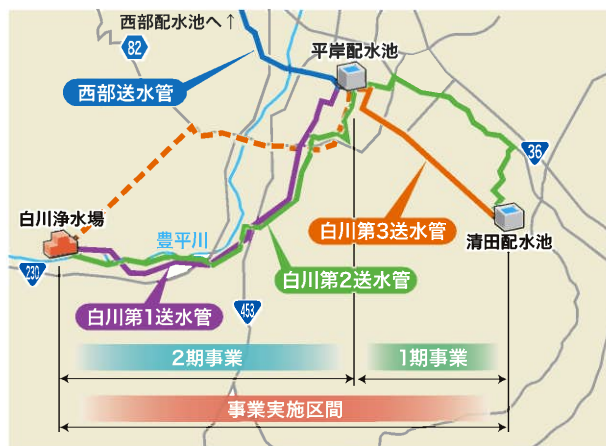 西部配水池へ↑
82
平岸配水池
西部送水管
36
白川浄水場
豊平川
白川第3送水管
清田配水池
230
白川第2送水管
白川第1送水管
453
2期事業
1期事業
事業実施区間